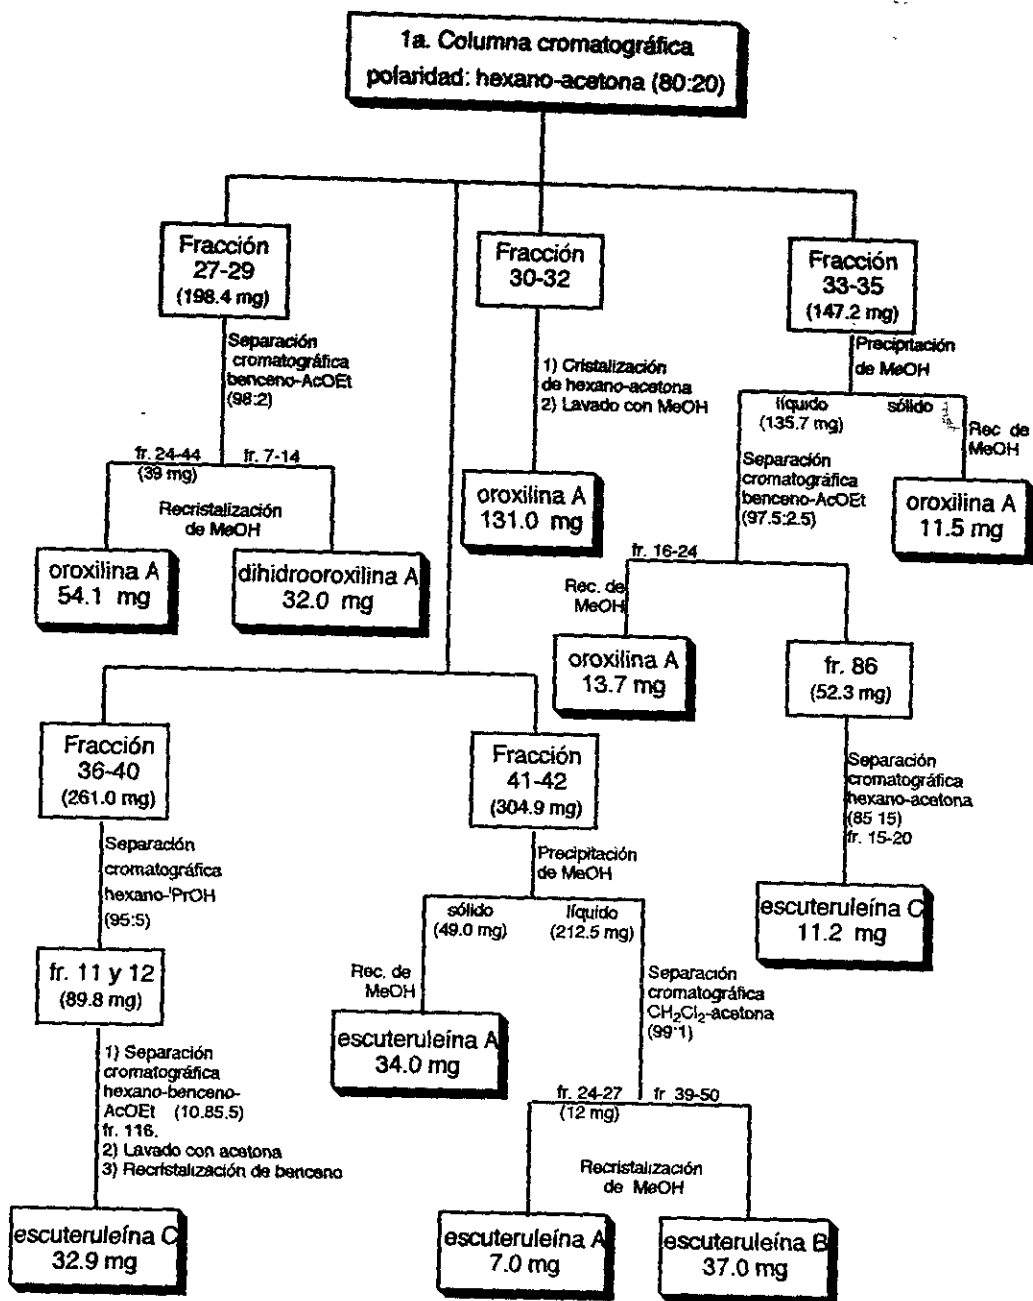 1a. Columna cromatográfica
polaridad: hexano-acetona (80:20)
Fracción
27-29
(198.4 mg)
Fracción
30-32
Fracción
33-35
(147.2 mg)
Separación
cromatográfica
benceno-AcOEt
(98:2)
1) Cristalización
de hexano-acetona
2) Lavado con MeOH
Precipitación
de MeOH
líquido
(135.7 mg)
sólido
Rec de
MeOH
Separación
cromatográfica
benceno-AcOEt
(97.5:2.5)
fr. 24-44
(39 mg)
fr. 7-14
Recristalización
de MeOH
oroxilina A
54.1 mg
dihidrooroxilina A
32.0 mg
oroxilina A
131.0 mg
oroxilina A
11.5 mg
fr. 16-24
Rec. de
MeOH
oroxilina A
13.7 mg
fr. 86
(52.3 mg)
Separación
cromatográfica
hexano-acetona
(85 15)
fr. 15-20
escuteruleína C
11.2 mg
Fracción
36-40
(261.0 mg)
Fracción
41-42
(304.9 mg)
Separación
cromatográfica
hexano-ⁱPrOH
(95:5)
fr. 11 y 12
(89.8 mg)
1) Separación
cromatográfica
hexano-benceno-
AcOEt (10.85.5)
fr. 116.
2) Lavado con acetona
3) Recristalización de benceno
escuteruleína C
32.9 mg
Precipitación
de MeOH
sólido
(49.0 mg)
líquido
(212.5 mg)
Rec. de
MeOH
escuteruleína A
34.0 mg
Separación
cromatográfica
CH₂Cl₂-acetona
(99:1)
fr. 24-27
(12 mg)
fr 39-50
Recristalización
de MeOH
escuteruleína A
7.0 mg
escuteruleína B
37.0 mg